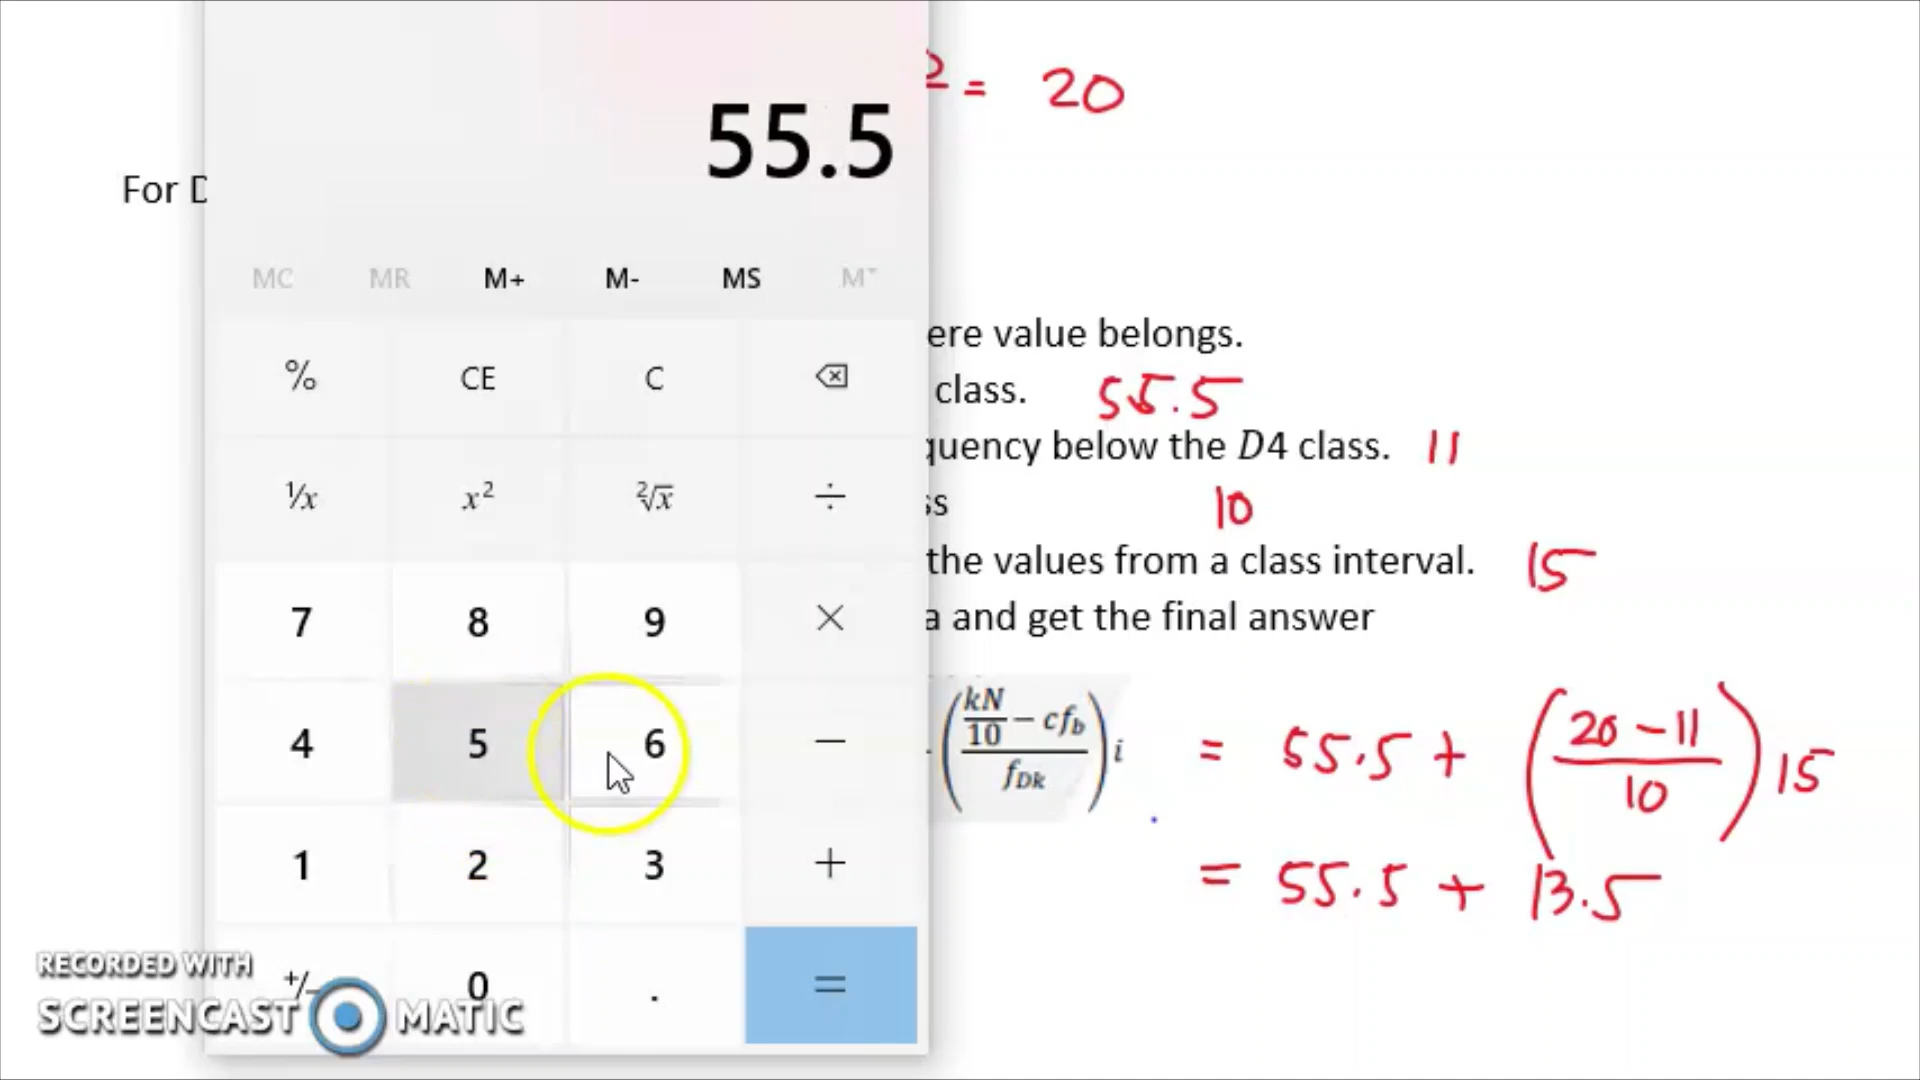 = 20
55.5
For D
MC MR M+ M- MS M˅
ere value belongs.
% CE C
class. 55.5
quency below the D4 class. 11
¹/x x² ²√x ÷
ss 10
the values from a class interval. 15
7 8 9 ×
a and get the final answer
4 5 6 −
(kN/10 − cf_b / f_Dk) i = 55.5 + (20 − 11 / 10) 15
1 2 3 +
= 55.5 + 13.5
+/- 0 . =
RECORDED WITH
SCREENCAST MATIC